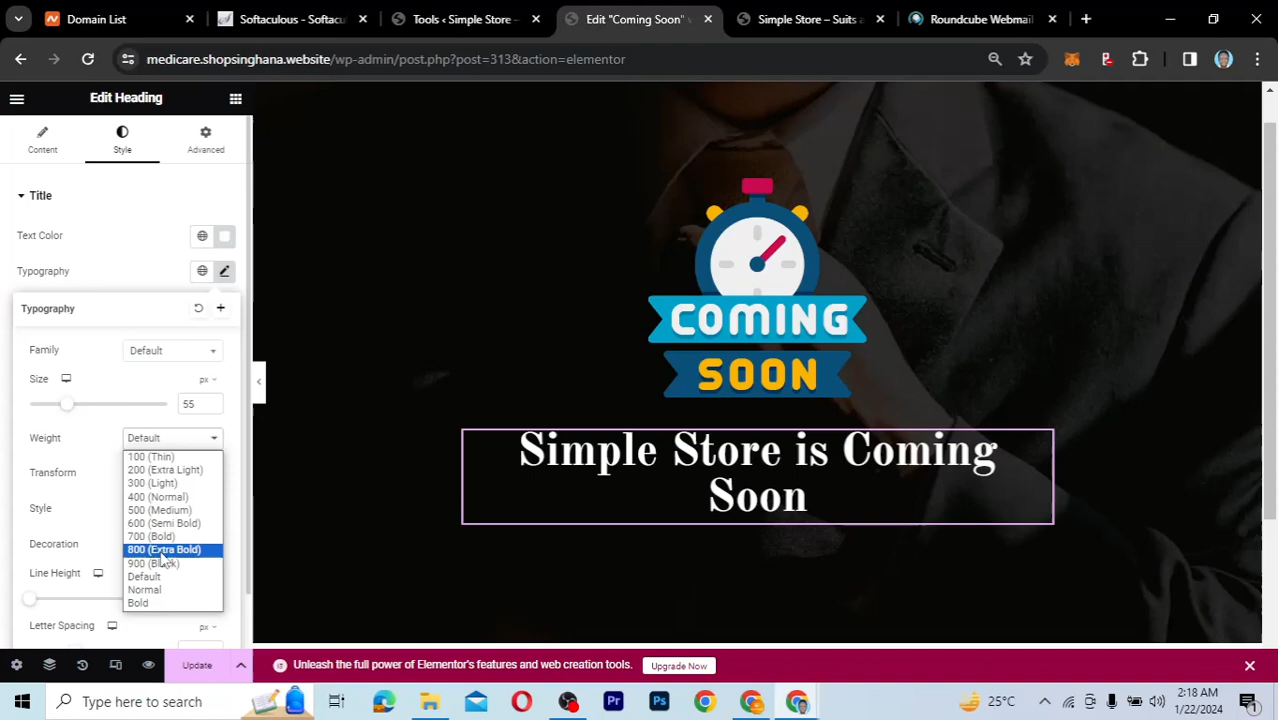 Domain List
Softaculous - Softacul
Tools ‹ Simple Store —
Edit "Coming Soon" v
Simple Store – Suits a
Roundcube Webmail
medicare.shopsinghana.website/wp-admin/post.php?post=313&action=elementor
Edit Heading
Content
Style
Advanced
Title
Text Color
Typography
Typography
Family
Default
Size
px
55
Weight
Default
100 (Thin)
200 (Extra Light)
300 (Light)
400 (Normal)
500 (Medium)
600 (Semi Bold)
700 (Bold)
800 (Extra Bold)
900 (Black)
Default
Normal
Bold
Transform
Style
Decoration
Line Height
Letter Spacing
px
Update
COMING
SOON
Simple Store is Coming
Soon
Unleash the full power of Elementor's features and web creation tools.
Upgrade Now
Type here to search
Pr
Ps
25°C
2:18 AM
1/22/2024